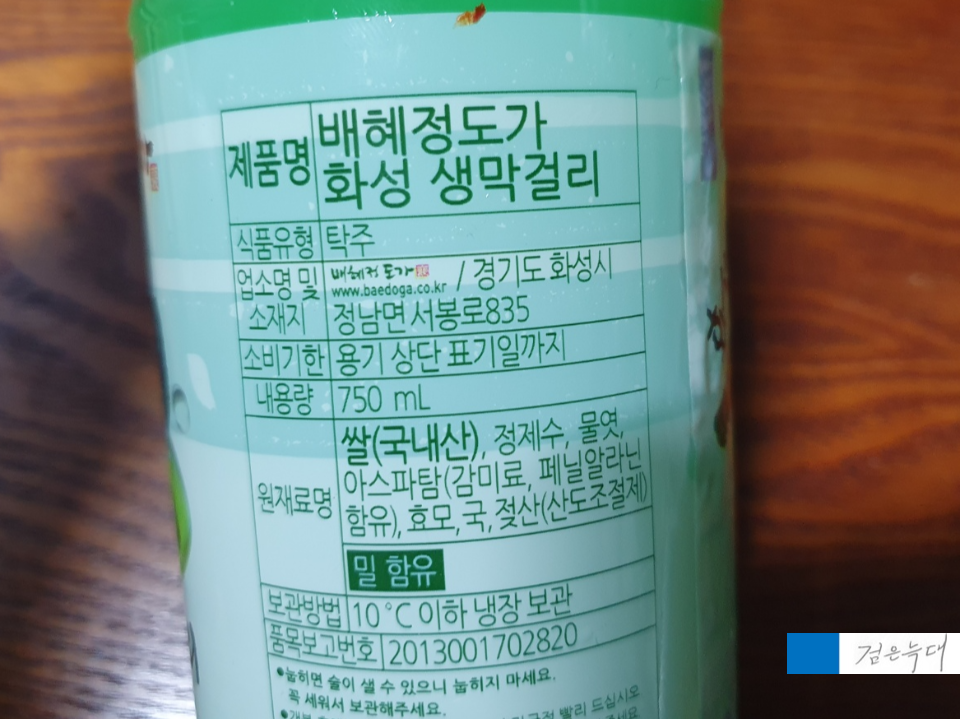 제품명 배혜정도가
화성 생막걸리
식품유형 탁주
업소명 및 소재지 배혜정도가 / 경기도 화성시
www.baedoga.co.kr
정남면 서봉로835
소비기한 용기 상단 표기일까지
내용량 750 mL
원재료명 쌀(국내산), 정제수, 물엿,
아스파탐(감미료, 페닐알라닌
함유), 효모, 국, 젖산(산도조절제)
밀 함유
보관방법 10℃ 이하 냉장 보관
품목보고번호 2013001702820
•눕히면 술이 샐 수 있으니 눕히지 마세요.
꼭 세워서 보관해주세요.
빨리 드십시오
검은늑대